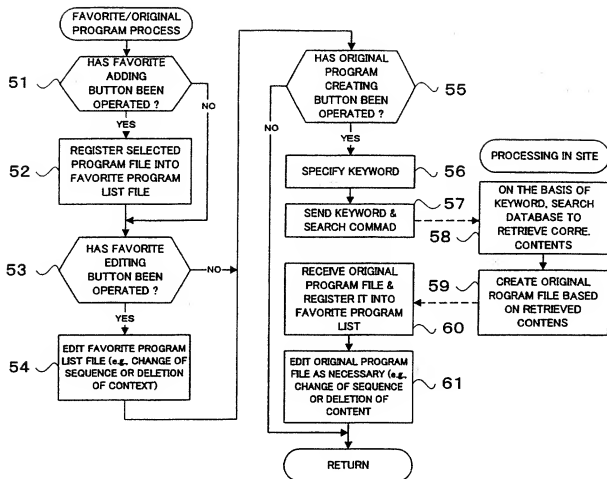 FAVORITE/ORIGINAL
PROGRAM PROCESS
51
HAS FAVORITE
ADDING
BUTTON BEEN
OPERATED ?
NO
YES
52
REGISTER SELECTED
PROGRAM FILE INTO
FAVORITE PROGRAM
LIST FILE
53
HAS FAVORITE
EDITING
BUTTON BEEN
OPERATED ?
NO
YES
54
EDIT FAVORITE PROGRAM
LIST FILE (e.g., CHANGE OF
SEQUENCE OR DELETION
OF CONTEXT)
HAS ORIGINAL
PROGRAM
CREATING
BUTTON BEEN
OPERATED ?
55
NO
YES
SPECIFY KEYWORD
56
57
SEND KEYWORD &
SEARCH COMMAD
PROCESSING IN SITE
ON THE BASIS OF
KEYWORD, SEARCH
DATABASE TO
RETRIEVE CORRE.
CONTENTS
58
59
CREATE ORIGINAL
ROGRAM FILE BASED
ON RETRIEVED
CONTENS
RECEIVE ORIGINAL
PROGRAM FILE &
REGISTER IT INTO
FAVORITE PROGRAM
LIST
60
EDIT ORIGINAL PROGRAM
FILE AS NECESSARY (e.g.,
CHANGE OF SEQUENCE
OR DELETION OF
CONTENT
61
RETURN